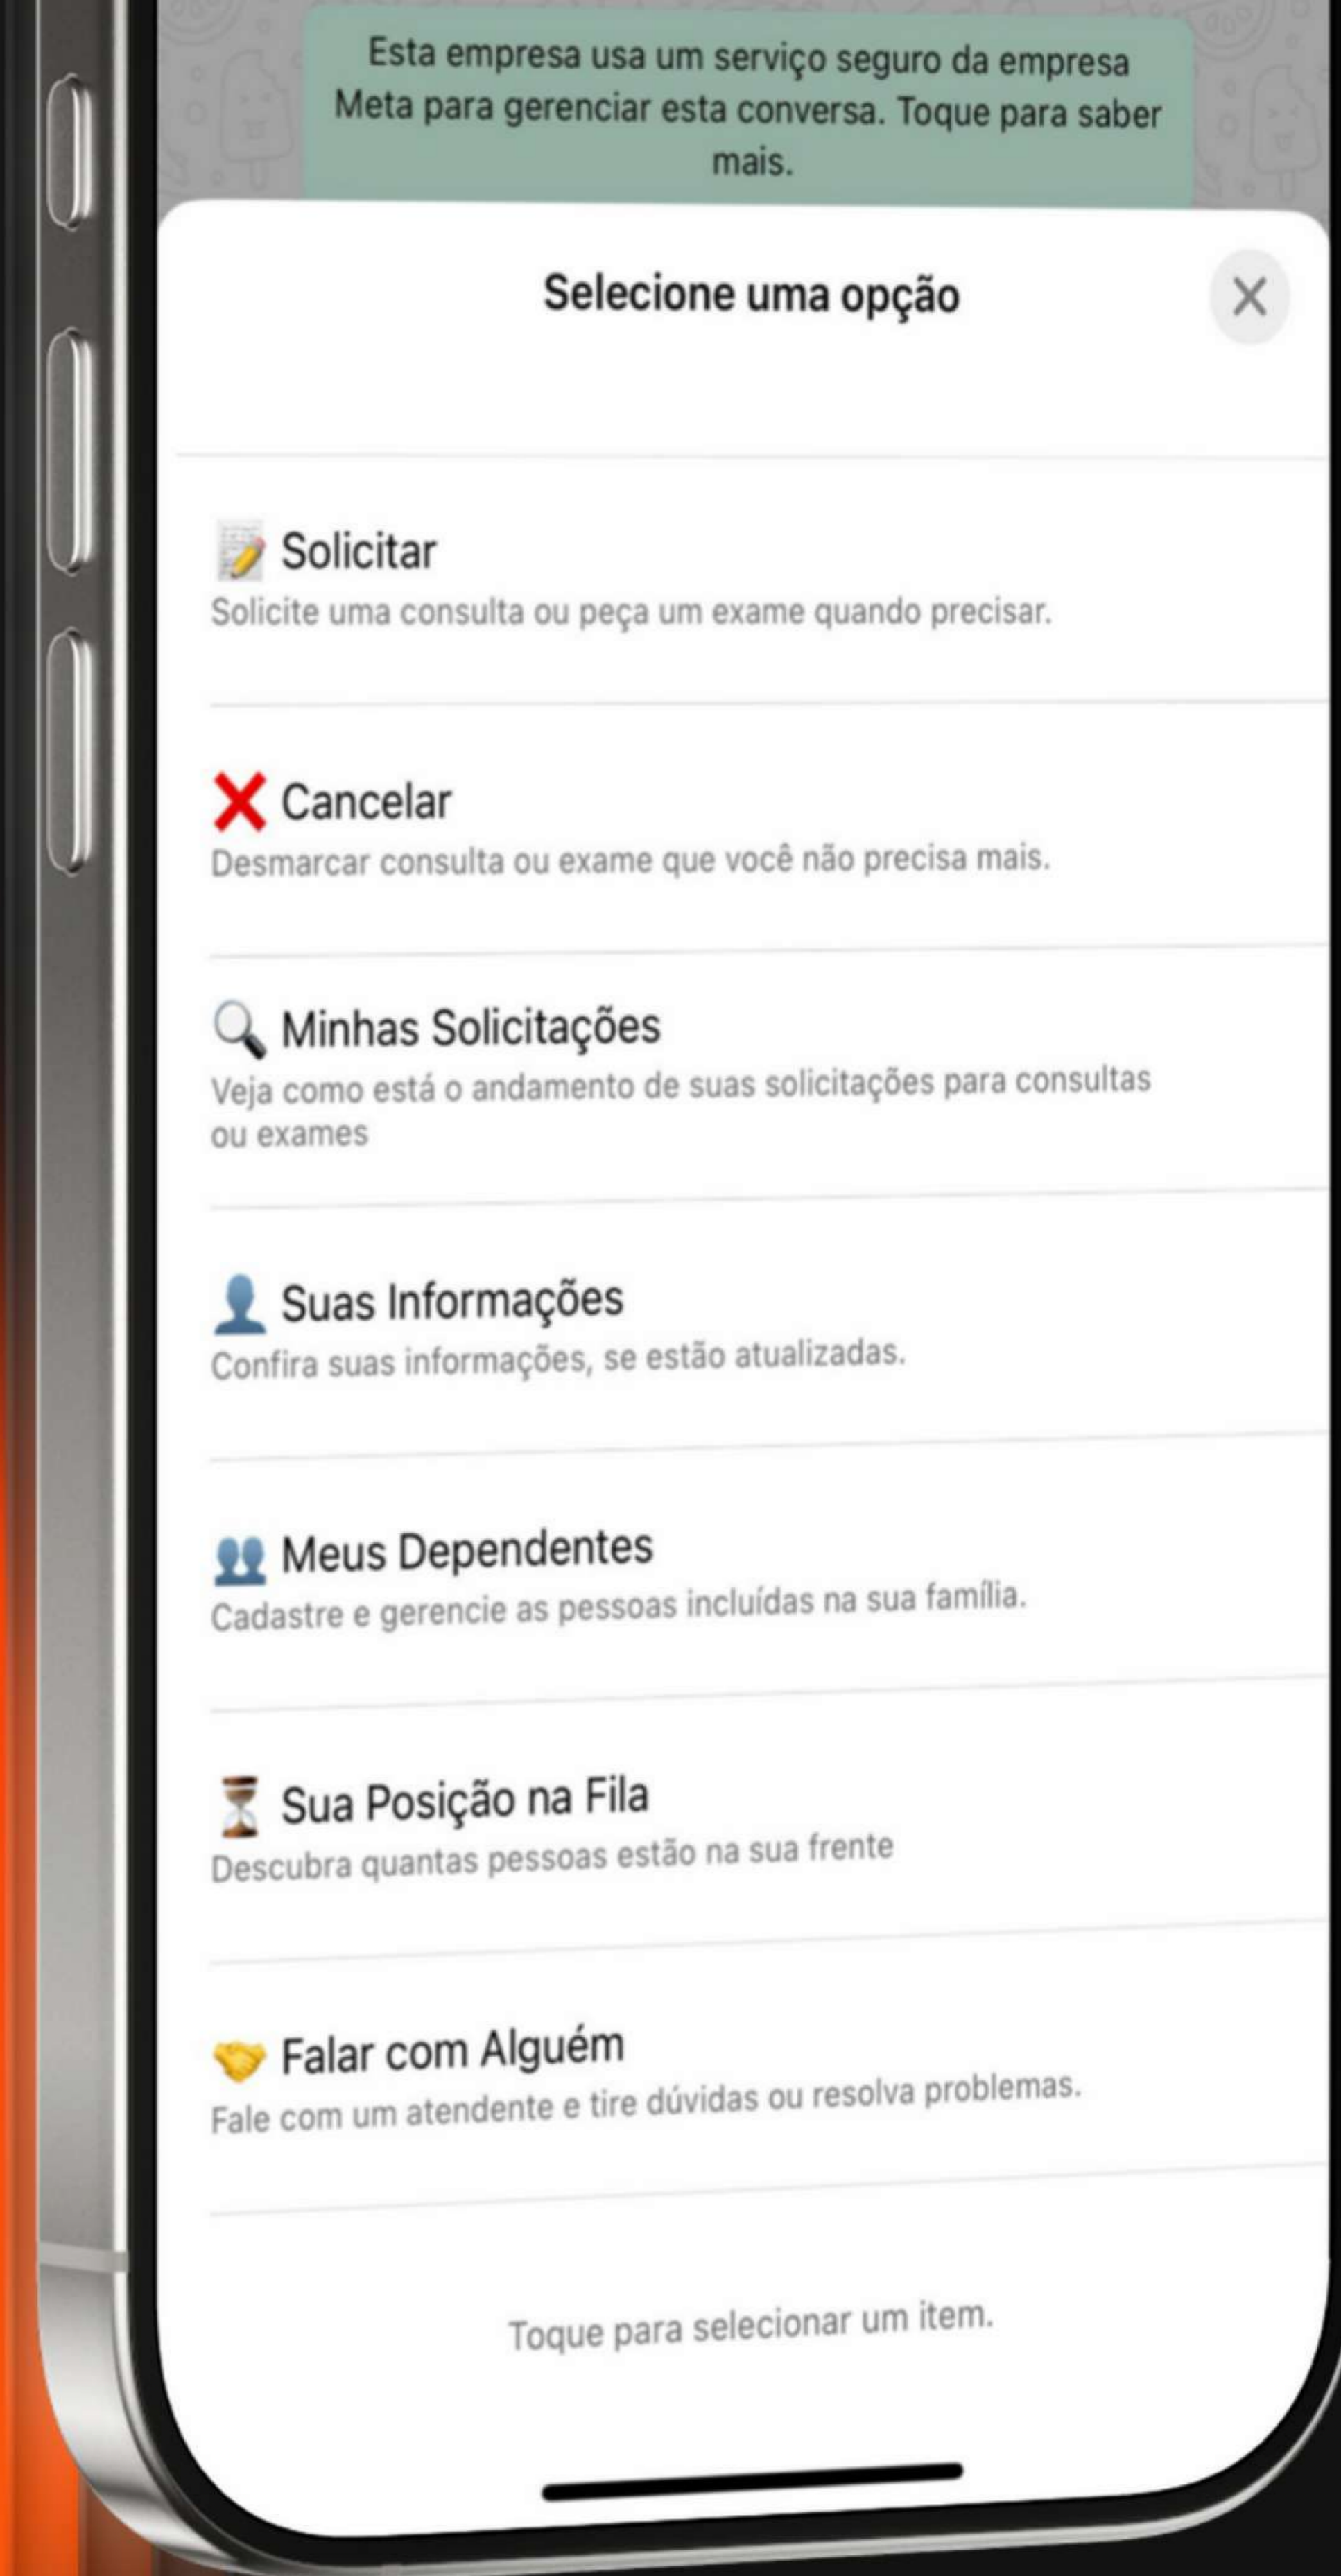 Esta empresa usa um serviço seguro da empresa
Meta para gerenciar esta conversa. Toque para saber
mais.
Selecione uma opção
Solicitar
Solicite uma consulta ou peça um exame quando precisar.
Cancelar
Desmarcar consulta ou exame que você não precisa mais.
Minhas Solicitações
Veja como está o andamento de suas solicitações para consultas
ou exames
Suas Informações
Confira suas informações, se estão atualizadas.
Meus Dependentes
Cadastre e gerencie as pessoas incluídas na sua família.
Sua Posição na Fila
Descubra quantas pessoas estão na sua frente
Falar com Alguém
Fale com um atendente e tire dúvidas ou resolva problemas.
Toque para selecionar um item.